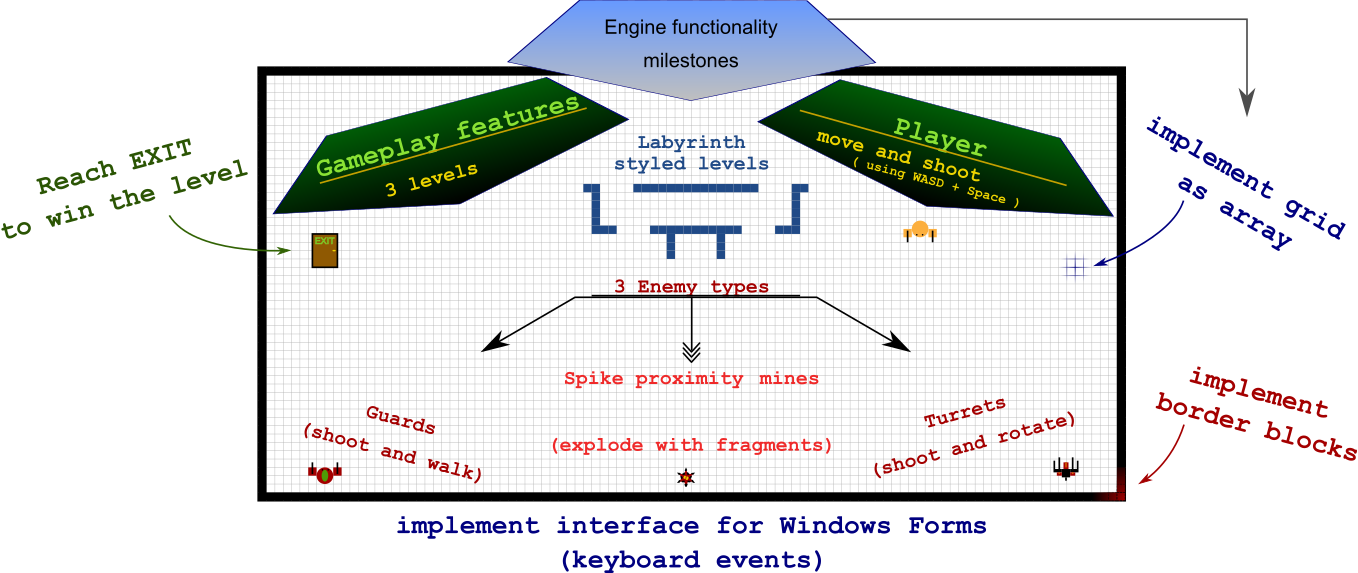 Engine functionality
milestones
Gameplay features
3 levels
Labyrinth
styled levels
Player
move and shoot
( using WASD + Space )
Reach EXIT
to win the level
EXIT
implement grid
as array
3 Enemy types
Spike proximity mines
(explode with fragments)
Guards
(shoot and walk)
Turrets
(shoot and rotate)
implement
border blocks
implement interface for Windows Forms
(keyboard events)